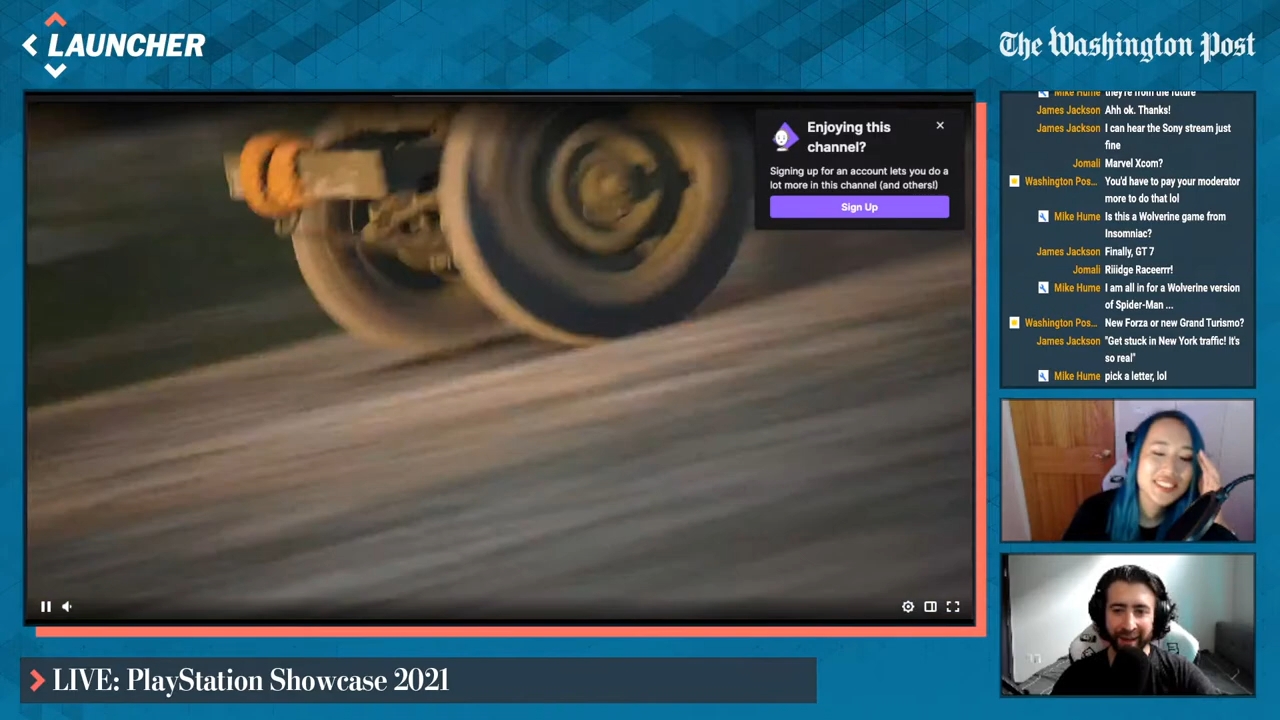 LAUNCHER
The Washington Post
Enjoying this
channel?
Signing up for an account lets you do a
lot more in this channel (and others!)
Sign Up
Mike Hume they're from the future
James Jackson Ahh ok. Thanks!
James Jackson I can hear the Sony stream just
fine
Jomali Marvel Xcom?
Washington Pos... You'd have to pay your moderator
more to do that lol
Mike Hume Is this a Wolverine game from
Insomniac?
James Jackson Finally, GT 7
Jomali Riiidge Raceerrr!
Mike Hume I am all in for a Wolverine version
of Spider-Man ...
Washington Pos... New Forza or new Grand Turismo?
James Jackson "Get stuck in New York traffic! It's
so real"
Mike Hume pick a letter, lol
LIVE: PlayStation Showcase 2021